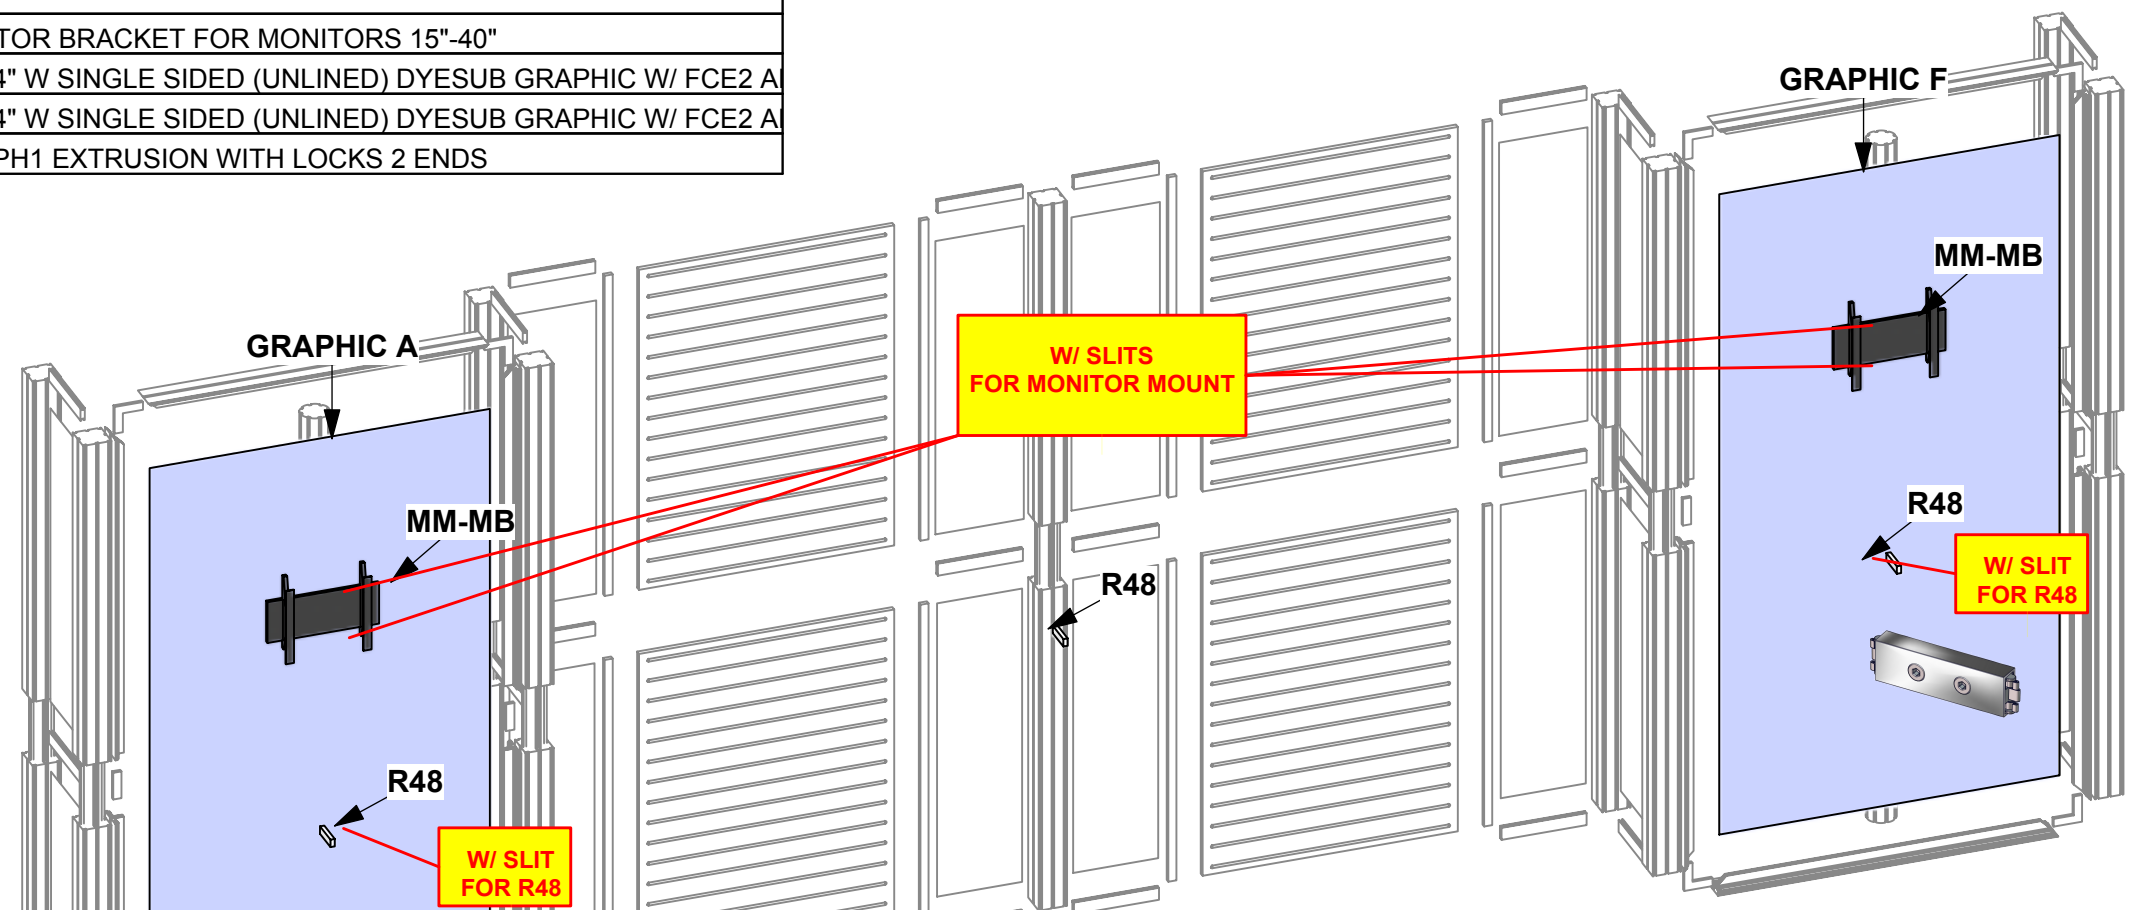 TOR BRACKET FOR MONITORS 15"-40"
4" W SINGLE SIDED (UNLINED) DYESUB GRAPHIC W/ FCE2
4" W SINGLE SIDED (UNLINED) DYESUB GRAPHIC W/ FCE2
PH1 EXTRUSION WITH LOCKS 2 ENDS
GRAPHIC F
MM-MB
GRAPHIC A
W/ SLITS
FOR MONITOR MOUNT
MM-MB
R48
W/ SLIT
FOR R48
R48
R48
W/ SLIT
FOR R48